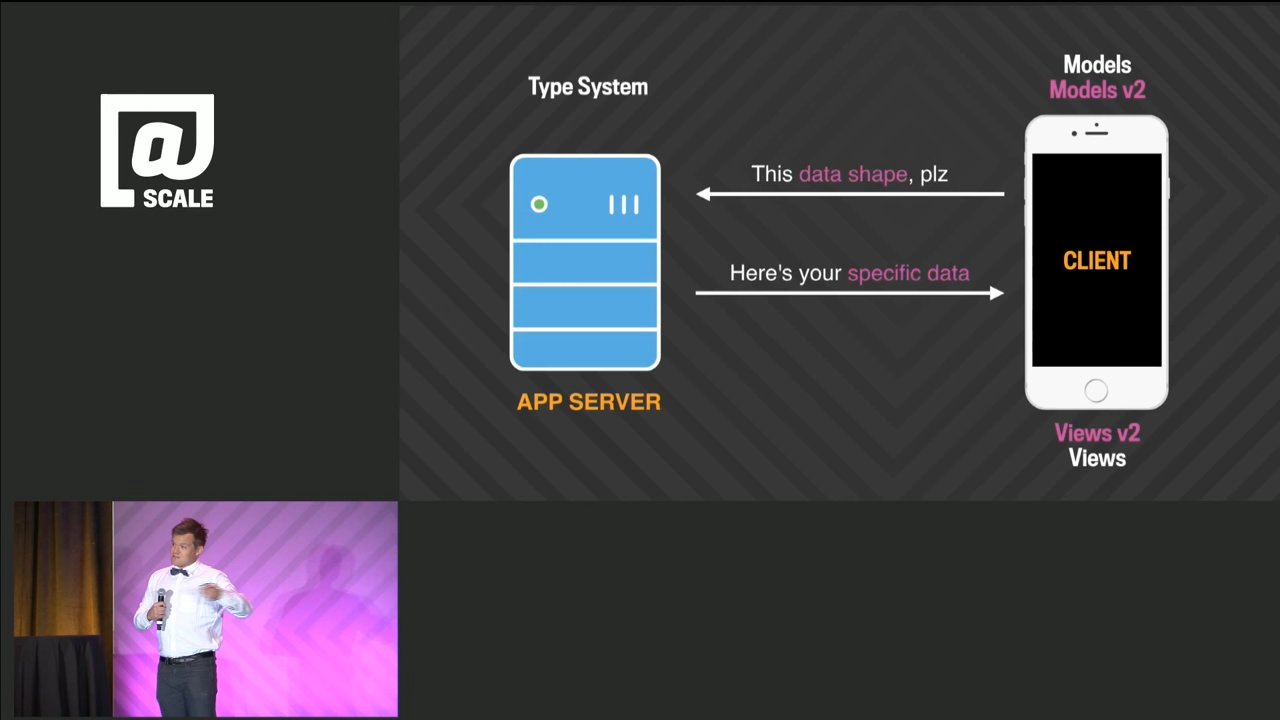 @
SCALE
Type System
Models
Models v2
This data shape, plz
Here's your specific data
CLIENT
APP SERVER
Views v2
Views